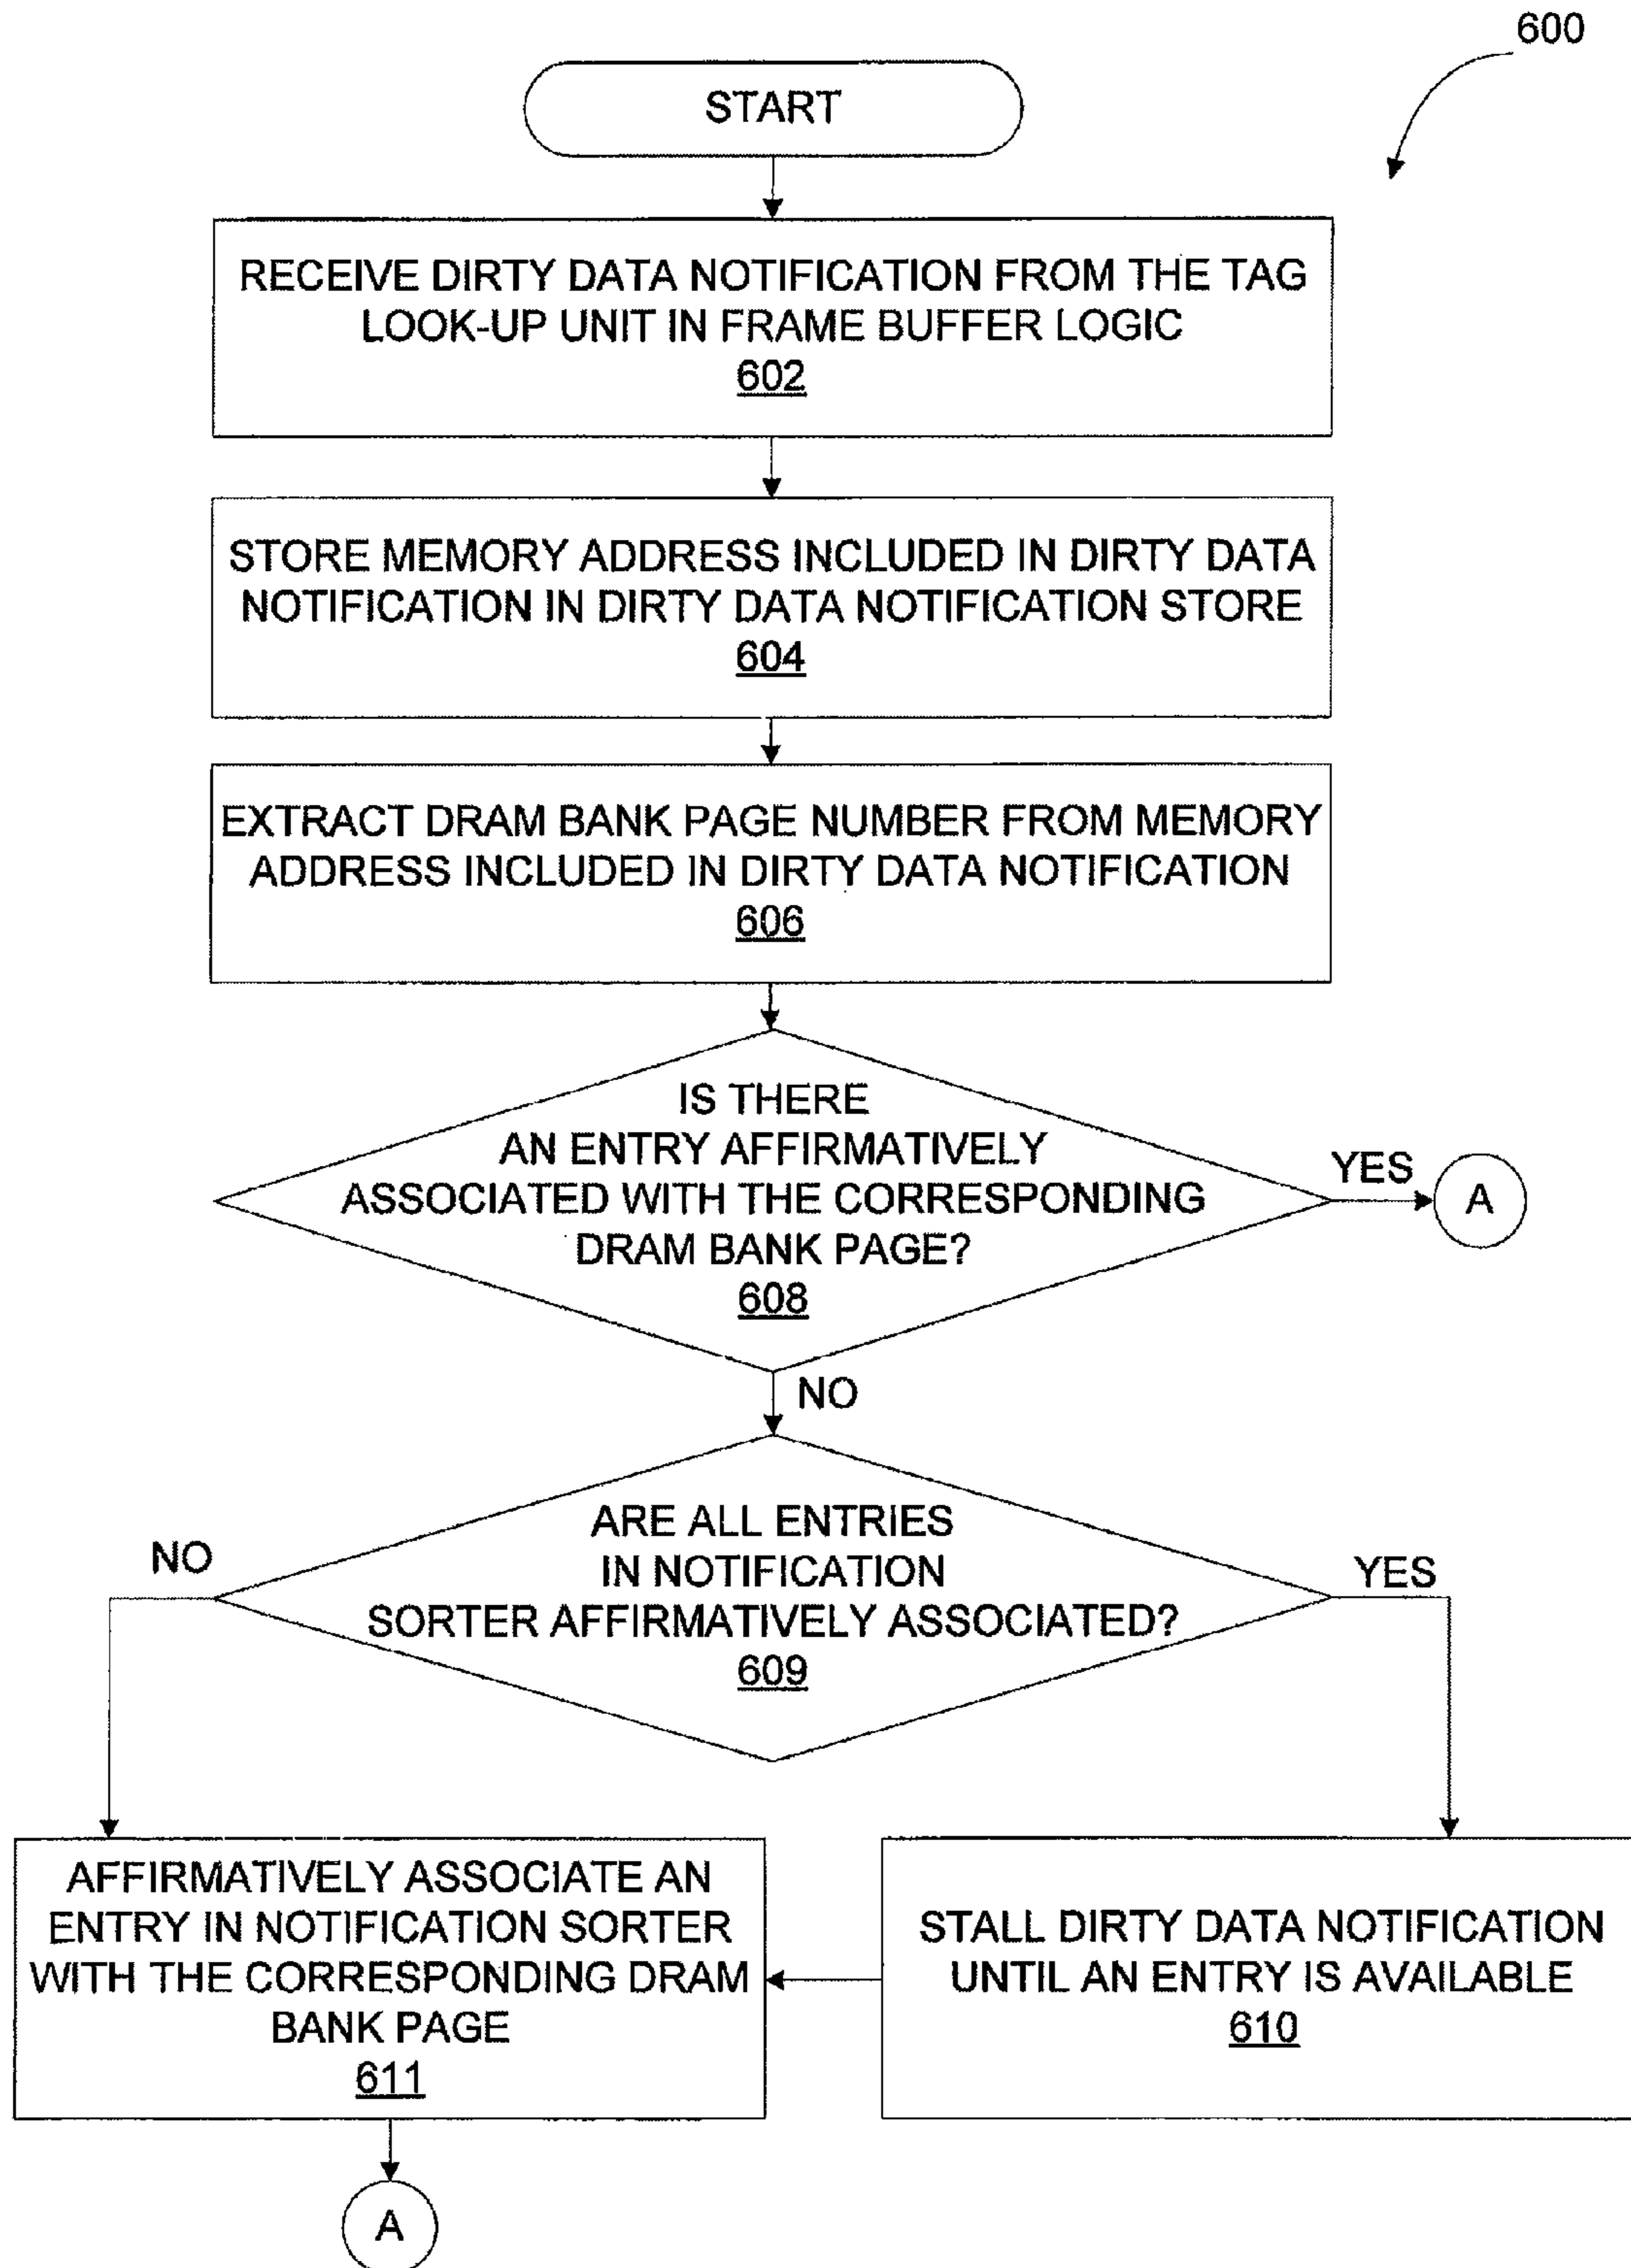 600
START
RECEIVE DIRTY DATA NOTIFICATION FROM THE TAG
LOOK-UP UNIT IN FRAME BUFFER LOGIC
602
STORE MEMORY ADDRESS INCLUDED IN DIRTY DATA
NOTIFICATION IN DIRTY DATA NOTIFICATION STORE
604
EXTRACT DRAM BANK PAGE NUMBER FROM MEMORY
ADDRESS INCLUDED IN DIRTY DATA NOTIFICATION
606
IS THERE
AN ENTRY AFFIRMATIVELY
ASSOCIATED WITH THE CORRESPONDING
DRAM BANK PAGE?
608
YES
A
NO
ARE ALL ENTRIES
IN NOTIFICATION
SORTER AFFIRMATIVELY ASSOCIATED?
609
NO
YES
AFFIRMATIVELY ASSOCIATE AN
ENTRY IN NOTIFICATION SORTER
WITH THE CORRESPONDING DRAM
BANK PAGE
611
STALL DIRTY DATA NOTIFICATION
UNTIL AN ENTRY IS AVAILABLE
610
A